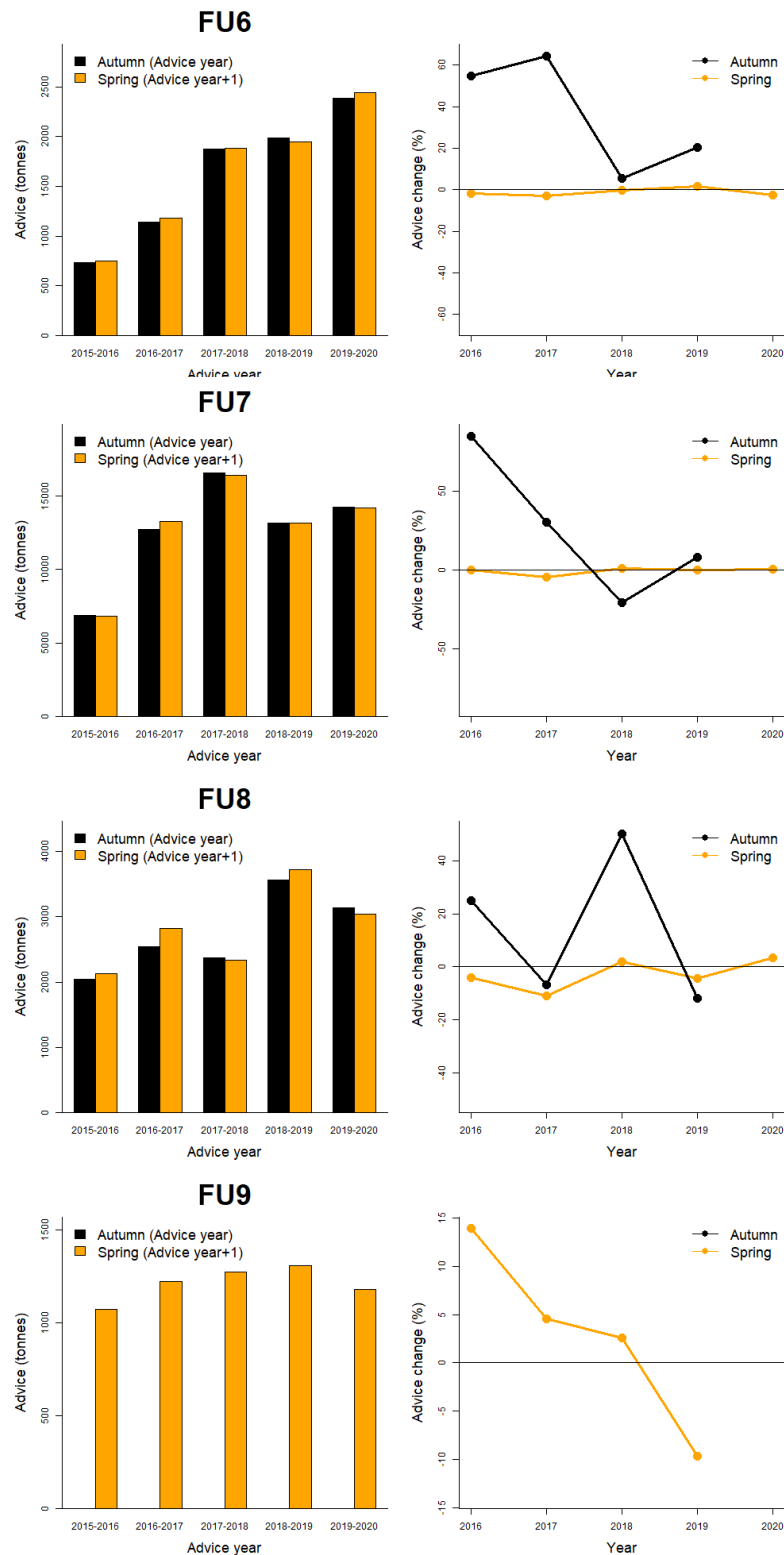 FU6
Autumn (Advice year)
Spring (Advice year+1)
Advice (tonnes)
0
500
1000
1500
2000
2500
2015-2016
2016-2017
2017-2018
2018-2019
2019-2020
Advice year
Autumn
Spring
Advice change (%)
-60
-40
-20
0
20
40
60
2016
2017
2018
2019
2020
Year
FU7
Autumn (Advice year)
Spring (Advice year+1)
Advice (tonnes)
0
5000
10000
15000
2015-2016
2016-2017
2017-2018
2018-2019
2019-2020
Advice year
Autumn
Spring
Advice change (%)
-50
0
50
2016
2017
2018
2019
2020
Year
FU8
Autumn (Advice year)
Spring (Advice year+1)
Advice (tonnes)
0
1000
2000
3000
4000
2015-2016
2016-2017
2017-2018
2018-2019
2019-2020
Advice year
Autumn
Spring
Advice change (%)
-40
-20
0
20
40
2016
2017
2018
2019
2020
Year
FU9
Autumn (Advice year)
Spring (Advice year+1)
Advice (tonnes)
0
500
1000
1500
2015-2016
2016-2017
2017-2018
2018-2019
2019-2020
Advice year
Autumn
Spring
Advice change (%)
-15
-10
-5
0
5
10
15
2016
2017
2018
2019
2020
Year